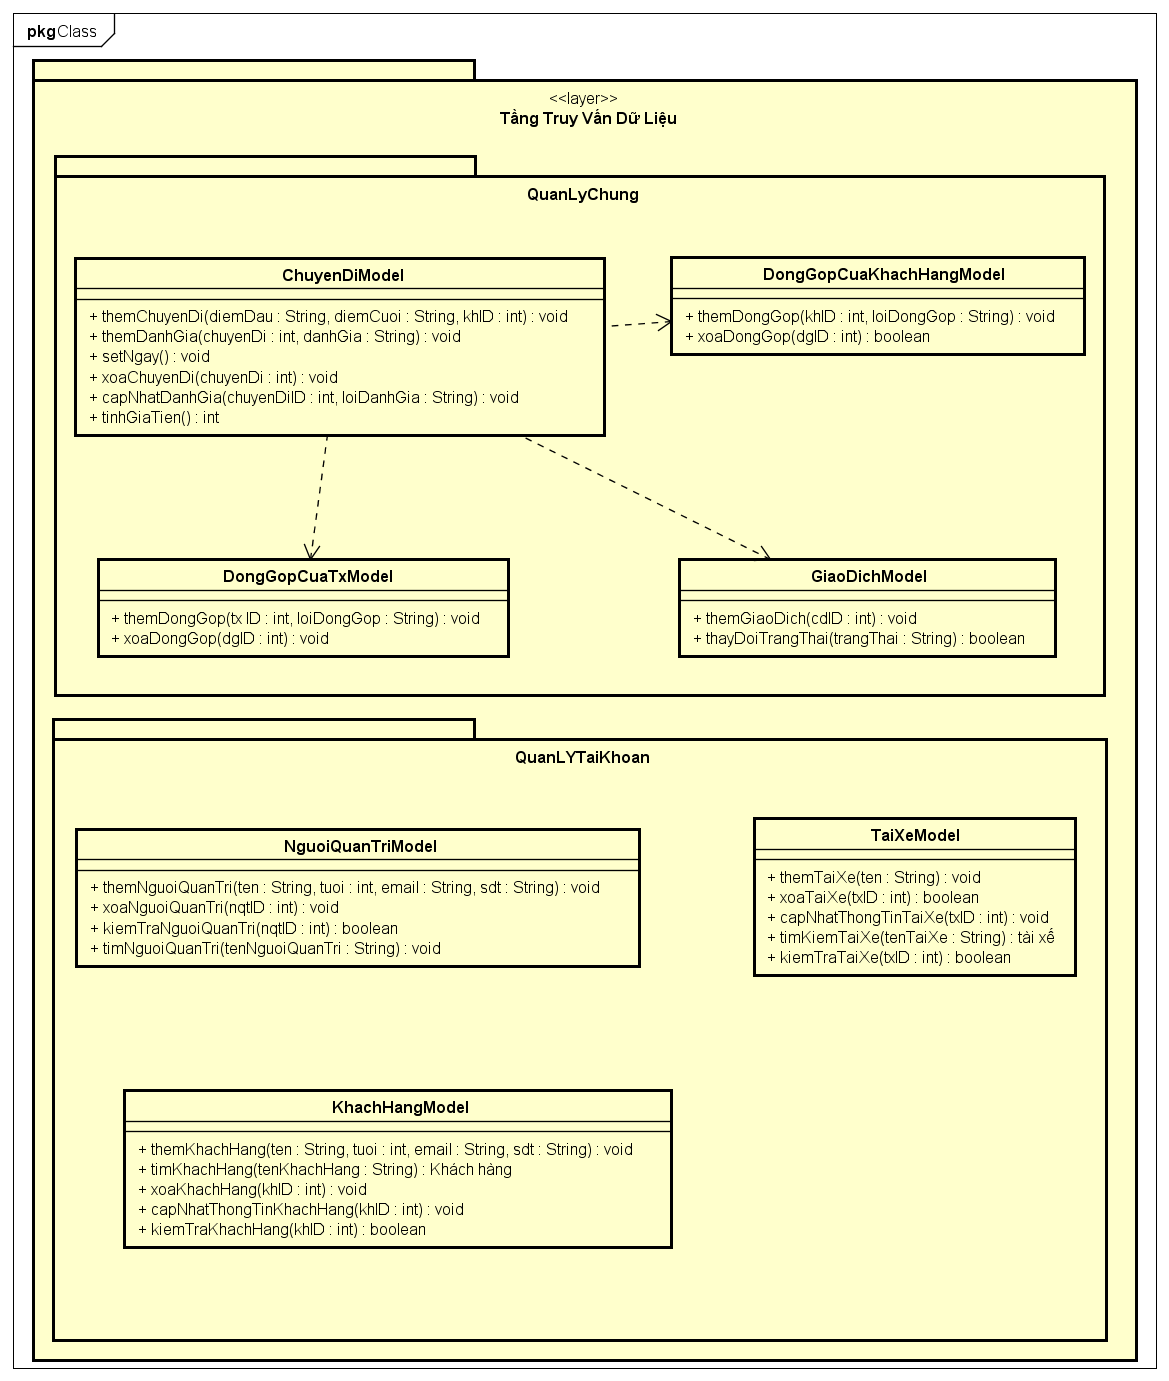 pkgClass
<<layer>>
Tầng Truy Vấn Dữ Liệu
QuanLyChung
ChuyenDiModel
+ themChuyenDi(diemDau : String, diemCuoi : String, khID : int) : void
+ themDanhGia(chuyenDi : int, danhGia : String) : void
+ setNgay() : void
+ xoaChuyenDi(chuyenDi : int) : void
+ capNhatDanhGia(chuyenDiID : int, loiDanhGia : String) : void
+ tinhGiaTien() : int
DongGopCuaKhachHangModel
+ themDongGop(khID : int, loiDongGop : String) : void
+ xoaDongGop(dgID : int) : boolean
DongGopCuaTxModel
+ themDongGop(tx ID : int, loiDongGop : String) : void
+ xoaDongGop(dgID : int) : void
GiaoDichModel
+ themGiaoDich(cdID : int) : void
+ thayDoiTrangThai(trangThai : String) : boolean
QuanLYTaiKhoan
NguoiQuanTriModel
+ themNguoiQuanTri(ten : String, tuoi : int, email : String, sdt : String) : void
+ xoaNguoiQuanTri(nqtID : int) : void
+ kiemTraNguoiQuanTri(nqtID : int) : boolean
+ timNguoiQuanTri(tenNguoiQuanTri : String) : void
TaiXeModel
+ themTaiXe(ten : String) : void
+ xoaTaiXe(txID : int) : boolean
+ capNhatThongTinTaiXe(txID : int) : void
+ timKiemTaiXe(tenTaiXe : String) : tài xế
+ kiemTraTaiXe(txID : int) : boolean
KhachHangModel
+ themKhachHang(ten : String, tuoi : int, email : String, sdt : String) : void
+ timKhachHang(tenKhachHang : String) : Khách hàng
+ xoaKhachHang(khID : int) : void
+ capNhatThongTinKhachHang(khID : int) : void
+ kiemTraKhachHang(khID : int) : boolean